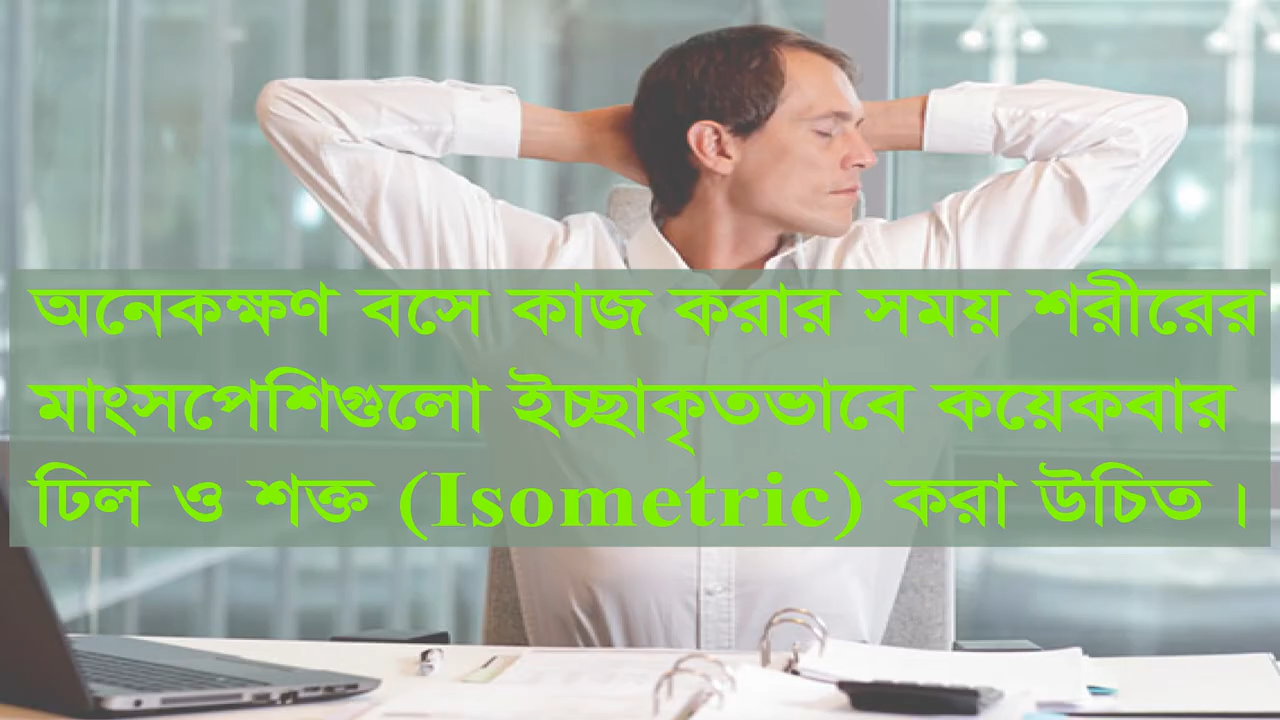 অনেকক্ষণ বসে কাজ করার সময় শরীরের
মাংসপেশিগুলো ইচ্ছাকৃতভাবে কয়েকবার
ঢিল ও শক্ত (Isometric) করা উচিত।